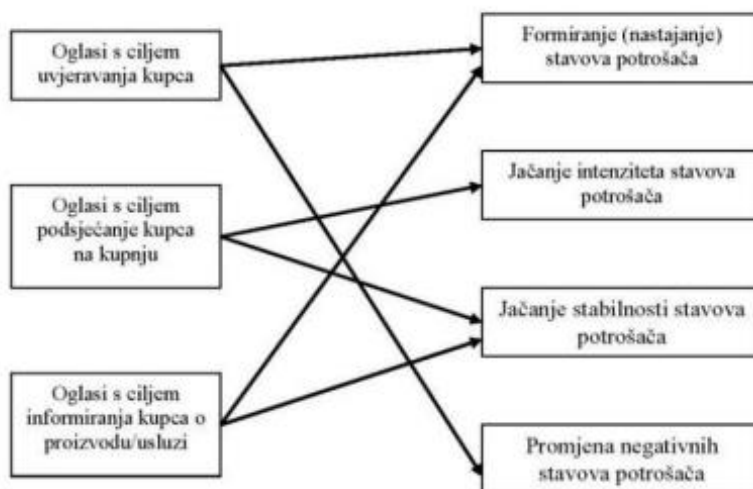 Oglasi s ciljem
uvjeravanja kupca
Oglasi s ciljem
podsjećanje kupca
na kupnju
Oglasi s ciljem
informiranja kupca o
proizvodu/usluzi
Formiranje (nastajanje)
stavova potrošača
Jačanje intenziteta stavova
potrošača
Jačanje stabilnosti stavova
potrošača
Promjena negativnih
stavova potrošača